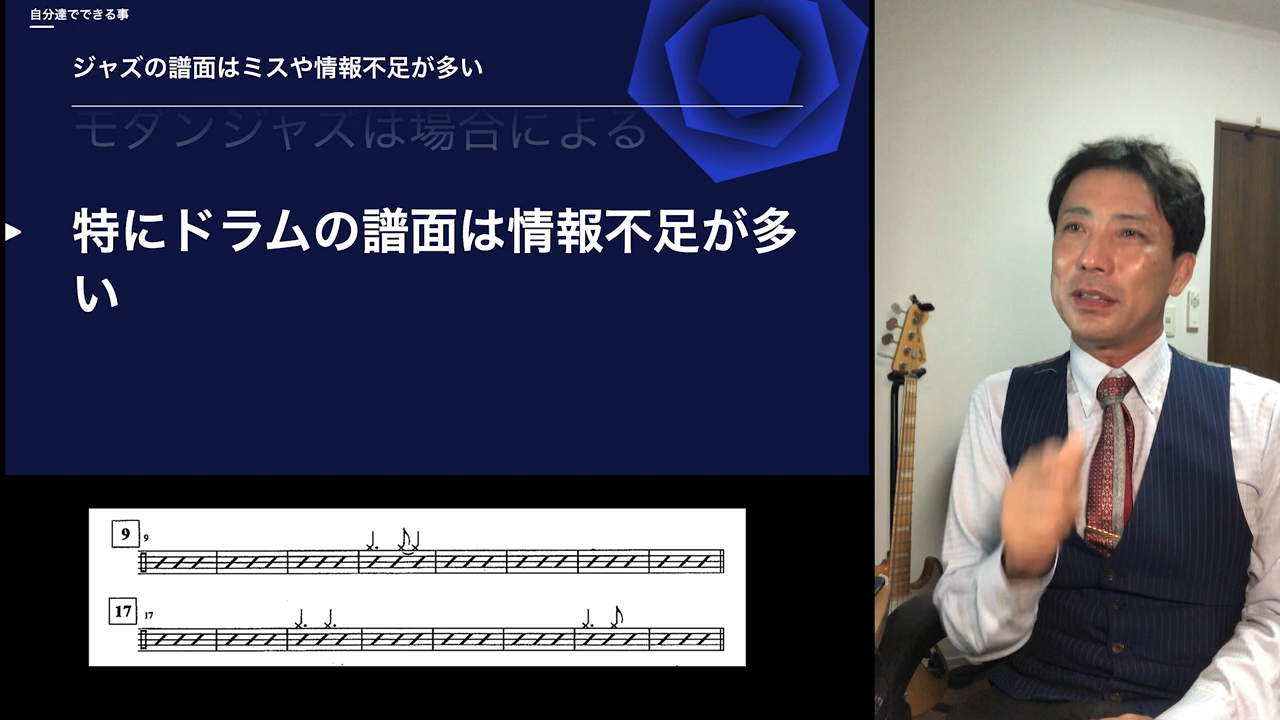 自分達でできる事
ジャズの譜面はミスや情報不足が多い
モダンジャズは場合による
特にドラムの譜面は情報不足が多
い
9 9
17 17